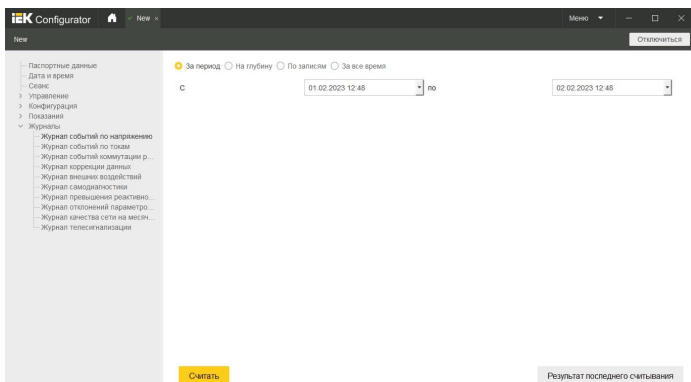 IEK Configurator New × Меню
New Отключиться
Паспортные данные
Дата и время
Сеанс
Управление
Конфигурация
Показания
Журналы
Журнал событий по напряжению
Журнал событий по токам
Журнал событий коммутации р...
Журнал коррекции данных
Журнал внешних воздействий
Журнал самодиагностики
Журнал превышения реактивно...
Журнал отклонений параметро...
Журнал качества сети на месяч...
Журнал телесигнализации
За период На глубину По записям За все время
С 01.02.2023 12:48 по 02.02.2023 12:48
Считать Результат последнего считывания